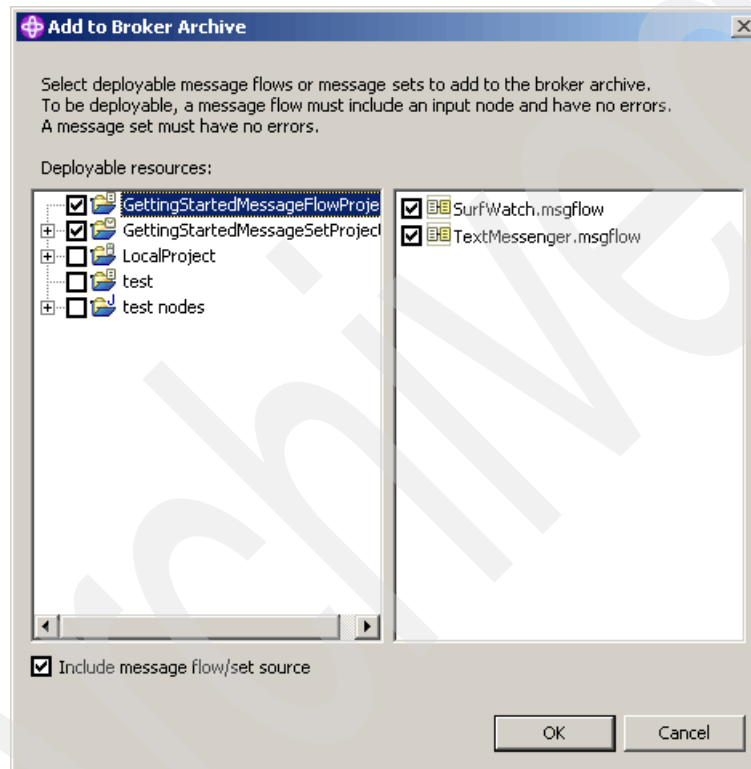 Add to Broker Archive
Select deployable message flows or message sets to add to the broker archive.
To be deployable, a message flow must include an input node and have no errors.
A message set must have no errors.
Deployable resources:
GettingStartedMessageFlowProje
GettingStartedMessageSetProject
LocalProject
test
test nodes
SurfWatch.msgflow
TextMessenger.msgflow
Include message flow/set source
OK
Cancel